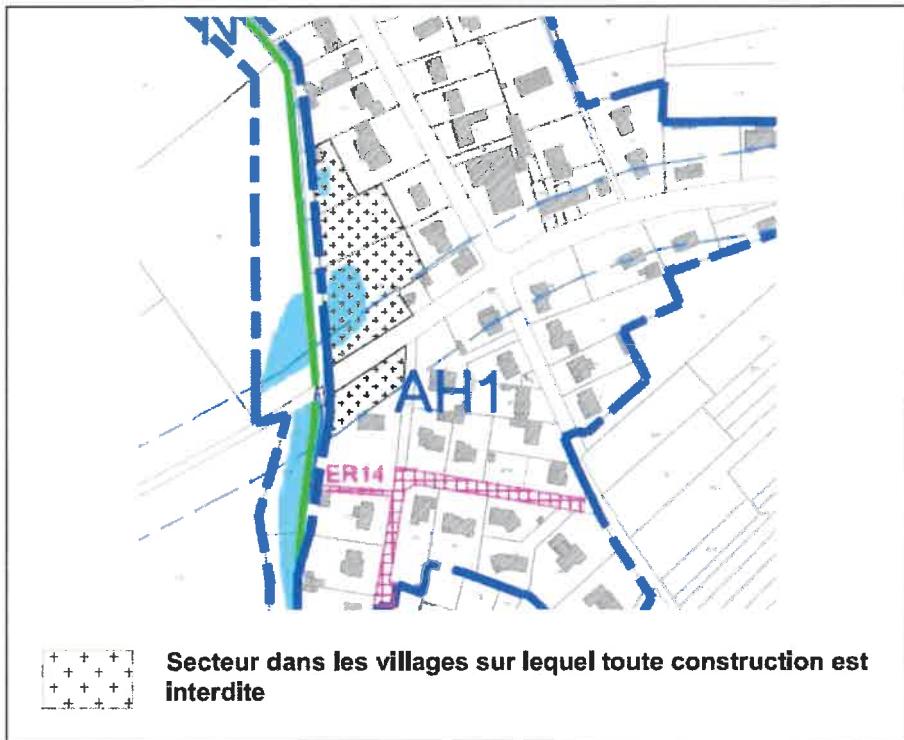 AH1
ER14
Secteur dans les villages sur lequel toute construction est
interdite